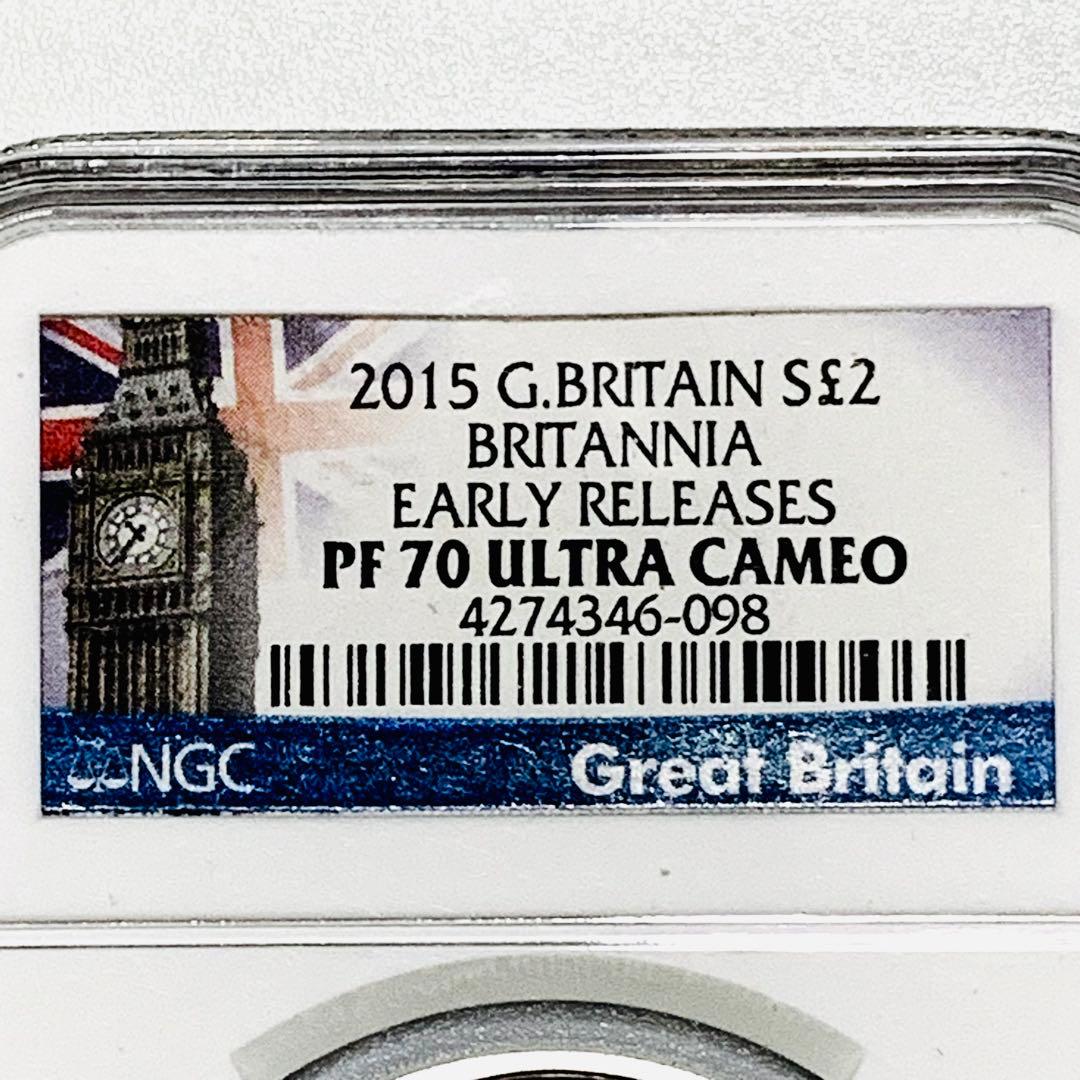 2015 G.BRITAIN S£2
BRITANNIA
EARLY RELEASES
PF 70 ULTRA CAMEO
4274346-098
NGC
Great Britain